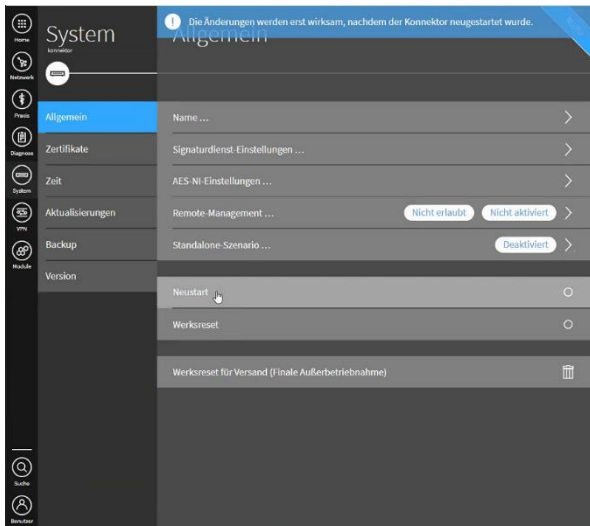 Home
Netzwerk
Praxis
Diagnose
System
VPN
Module
Suche
Benutzer
System
konnektor
Die Änderungen werden erst wirksam, nachdem der Konnektor neugestartet wurde.
Allgemein
Allgemein
Zertifikate
Zeit
Aktualisierungen
Backup
Version
Name ...
Signaturdienst-Einstellungen ...
AES-NI-Einstellungen ...
Remote-Management ... Nicht erlaubt Nicht aktiviert
Standalone-Szenario ... Deaktiviert
Neustart
Werksreset
Werksreset für Versand (Finale Außerbetriebnahme)